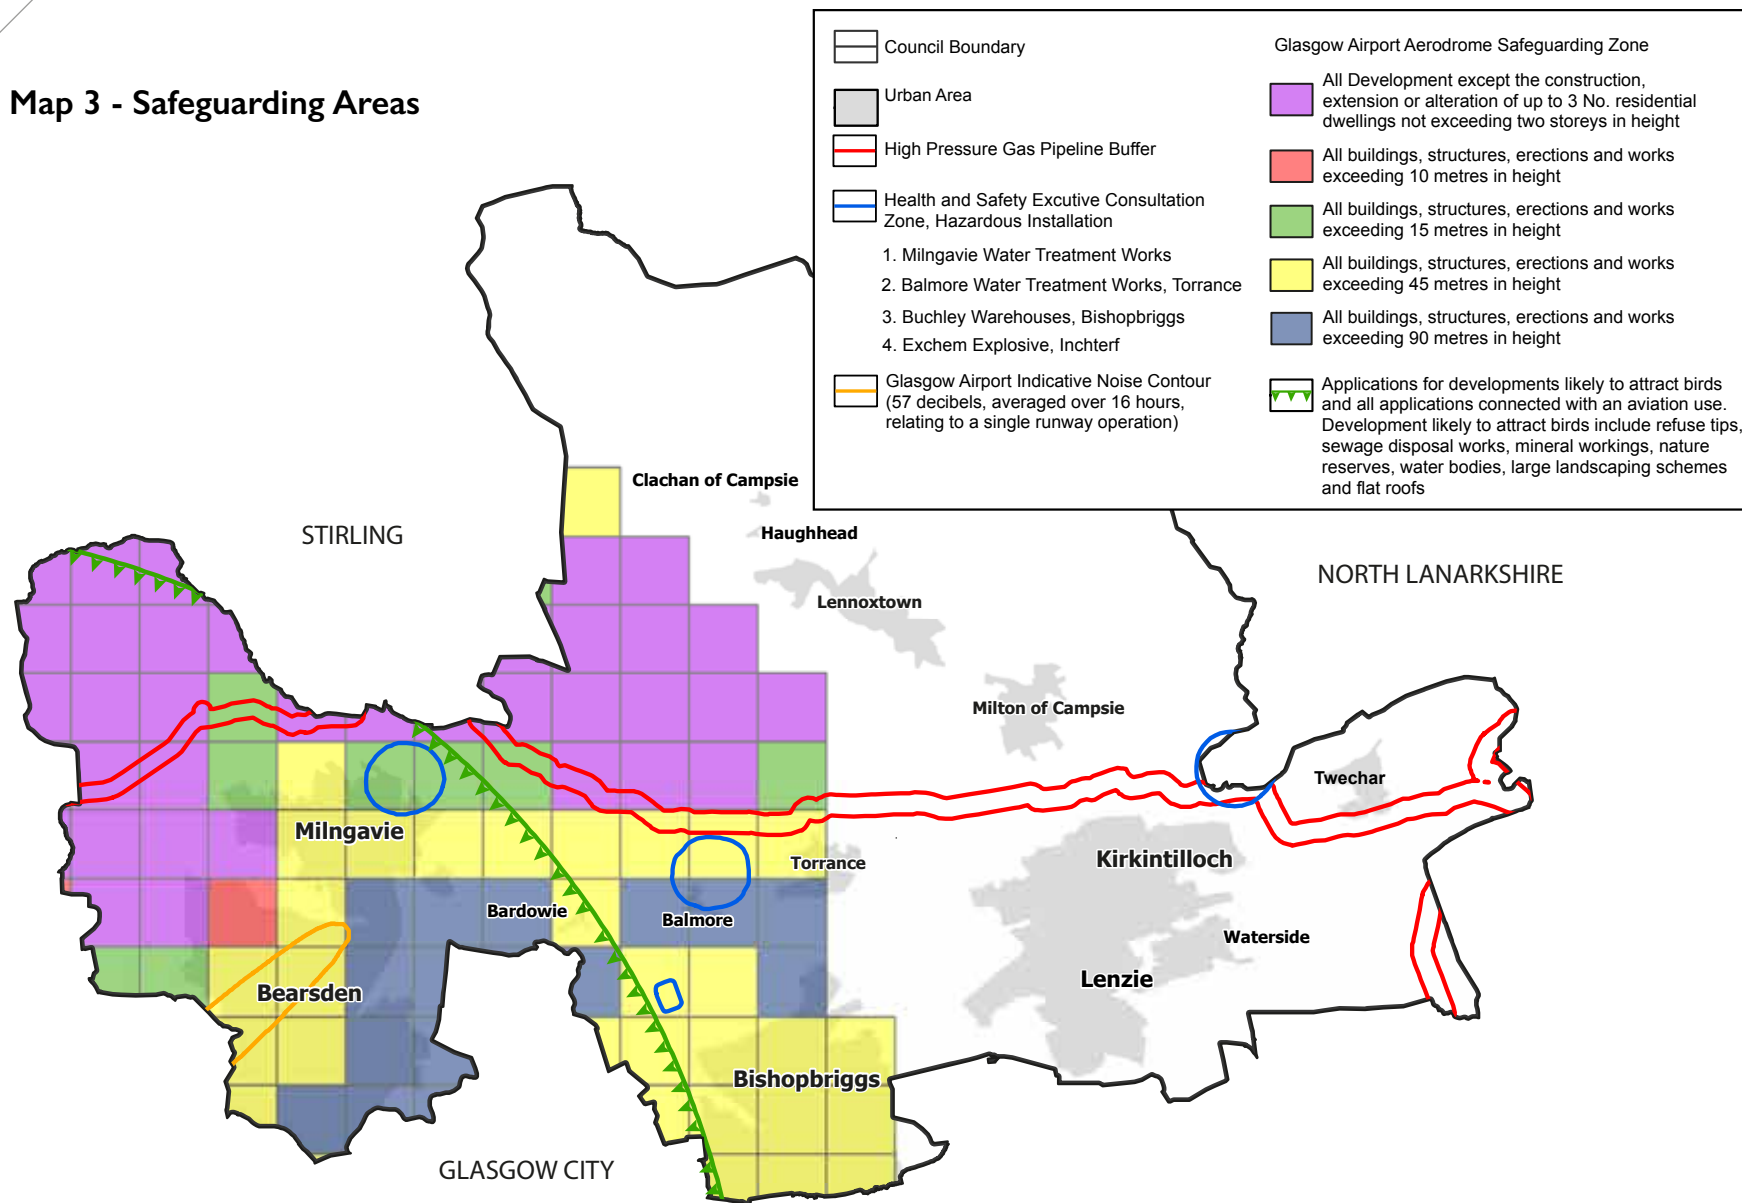 Map 3 - Safeguarding Areas
Council Boundary
Urban Area
High Pressure Gas Pipeline Buffer
Health and Safety Excutive Consultation
Zone, Hazardous Installation
1. Milngavie Water Treatment Works
2. Balmore Water Treatment Works, Torrance
3. Buchley Warehouses, Bishopbriggs
4. Exchem Explosive, Inchterf
Glasgow Airport Indicative Noise Contour
(57 decibels, averaged over 16 hours,
relating to a single runway operation)
Glasgow Airport Aerodrome Safeguarding Zone
All Development except the construction,
extension or alteration of up to 3 No. residential
dwellings not exceeding two storeys in height
All buildings, structures, erections and works
exceeding 10 metres in height
All buildings, structures, erections and works
exceeding 15 metres in height
All buildings, structures, erections and works
exceeding 45 metres in height
All buildings, structures, erections and works
exceeding 90 metres in height
Applications for developments likely to attract birds
and all applications connected with an aviation use.
Development likely to attract birds include refuse tips,
sewage disposal works, mineral workings, nature
reserves, water bodies, large landscaping schemes
and flat roofs
Clachan of Campsie
STIRLING
Haughhead
NORTH LANARKSHIRE
Lennoxtown
Milton of Campsie
Twechar
Milngavie
Torrance
Kirkintilloch
Bardowie
Balmore
Waterside
Bearsden
Lenzie
Bishopbriggs
GLASGOW CITY